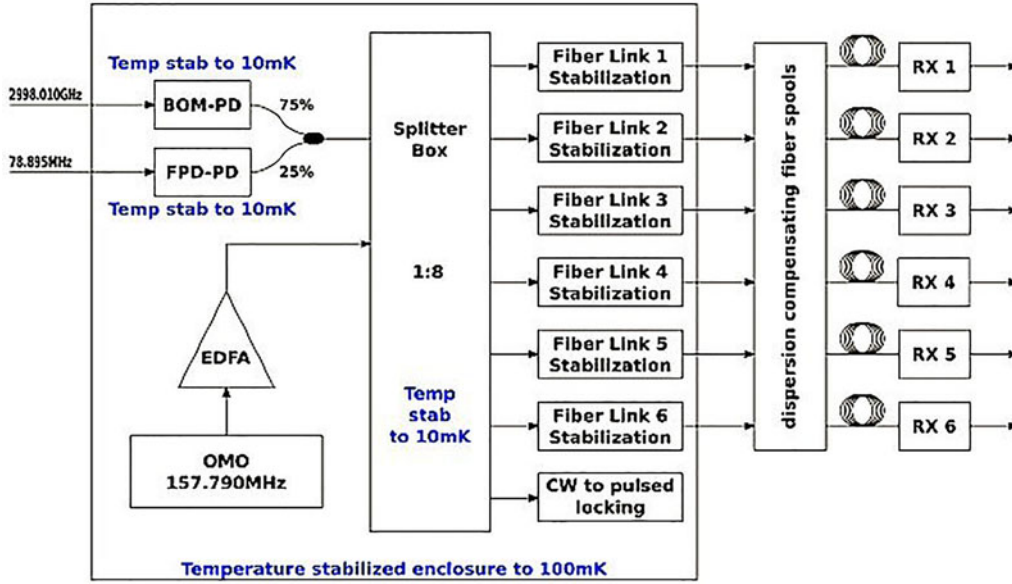 Temp stab to 10mK
2998.010GHz
BOM-PD
75%
78.895MHz
FPD-PD
25%
Temp stab to 10mK
EDFA
OMO
157.790MHz
Splitter
Box
1:8
Temp
stab
to 10mK
Fiber Link 1
Stabilization
Fiber Link 2
Stabilization
Fiber Link 3
Stabilization
Fiber Link 4
Stabilization
Fiber Link 5
Stabilization
Fiber Link 6
Stabilization
CW to pulsed
locking
dispersion compensating fiber spools
RX 1
RX 2
RX 3
RX 4
RX 5
RX 6
Temperature stabilized enclosure to 100mK